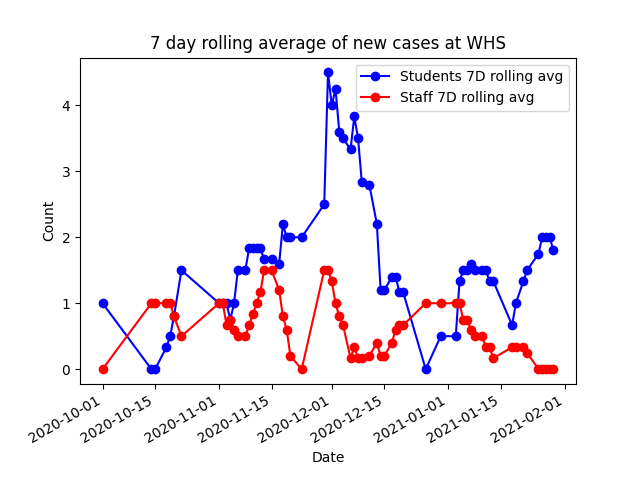 7 day rolling average of new cases at WHS
Students 7D rolling avg
Staff 7D rolling avg
Count
4
3
2
1
0
2020-10-01
2020-10-15
2020-11-01
2020-11-15
2020-12-01
2020-12-15
2021-01-01
2021-01-15
2021-02-01
Date